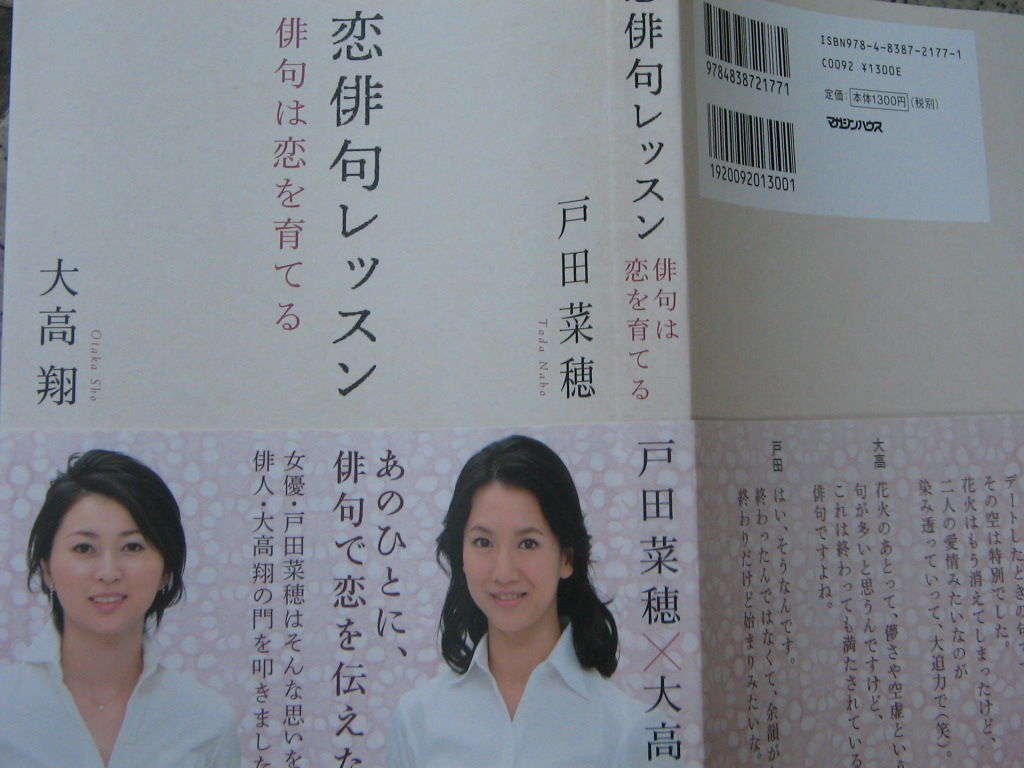 恋俳句レッスン
俳句は恋を育てる
戸田菜穂
Toda Naho
大高翔
Otaka Sho
あのひとに、
俳句で恋を伝えた
女優・戸田菜穂はそんな思いを
俳人・大高翔の門を叩きました
俳句レッスン
俳句は
恋を育てる
戸田菜穂×大高
9784838721771
1920092013001
ISBN978-4-8387-2177-1
C0092 ¥1300E
定価:本体1300円(税別)
マガジンハウス
デートしたときの
その空は特別でした。
花火はもう消えてしまったけど、
二人の愛情みたいなのが
染み透っていって、大迫力で(笑)。
大高
花火のあとって、儚さや空虚という
句が多いと思うんですけど、
これは終わっても満たされている
俳句ですよね。
戸田
はい、そうなんです。
終わったんではなくて、余韻が
終わりだけど始まりみたいな。